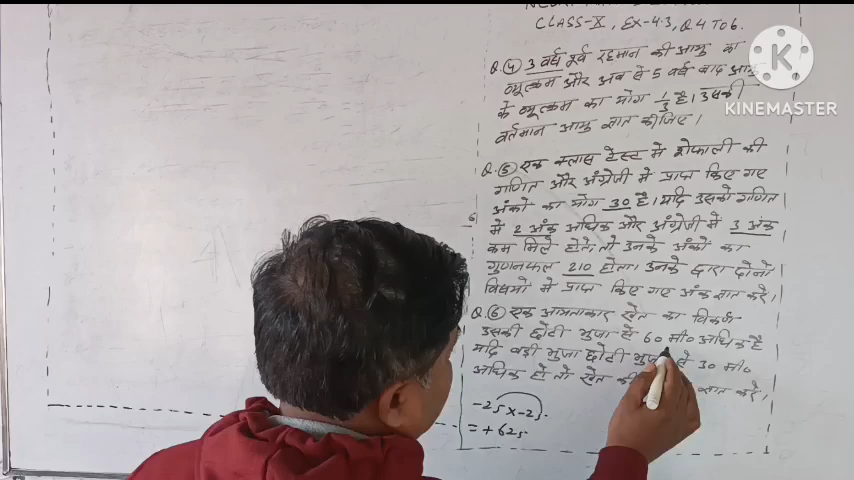 CLASS-X, EX-4.3, Q.4 TO 6.
Q.④ 3 वर्ष पूर्व रहमान की आयु का
व्युत्क्रम और अब से 5 वर्ष बाद आयु
के व्युत्क्रम का योग 1/3 है। उसकी
वर्तमान आयु ज्ञात कीजिए।
Q.⑤ एक क्लास टेस्ट में शेफाली की
गणित और अंग्रेजी में प्राप्त किए गए
अंकों का योग 30 है। यदि उसको गणित
में 2 अंक अधिक और अंग्रेजी में 3 अंक
कम मिले होते, तो उनके अंकों का
गुणनफल 210 होता। उनके द्वारा दोनो
विषयो में प्राप्त किए गए अंक ज्ञात करे।
Q.⑥ एक आयताकार खेत का विकर्ण
उसकी छोटी भुजा से 60 मी० अधिक है
यदि बड़ी भुजा छोटी भुजा से 30 मी०
अधिक हो तो खेत की ज्ञात करे।
-25 x -25.
= + 625.
KINEMASTER